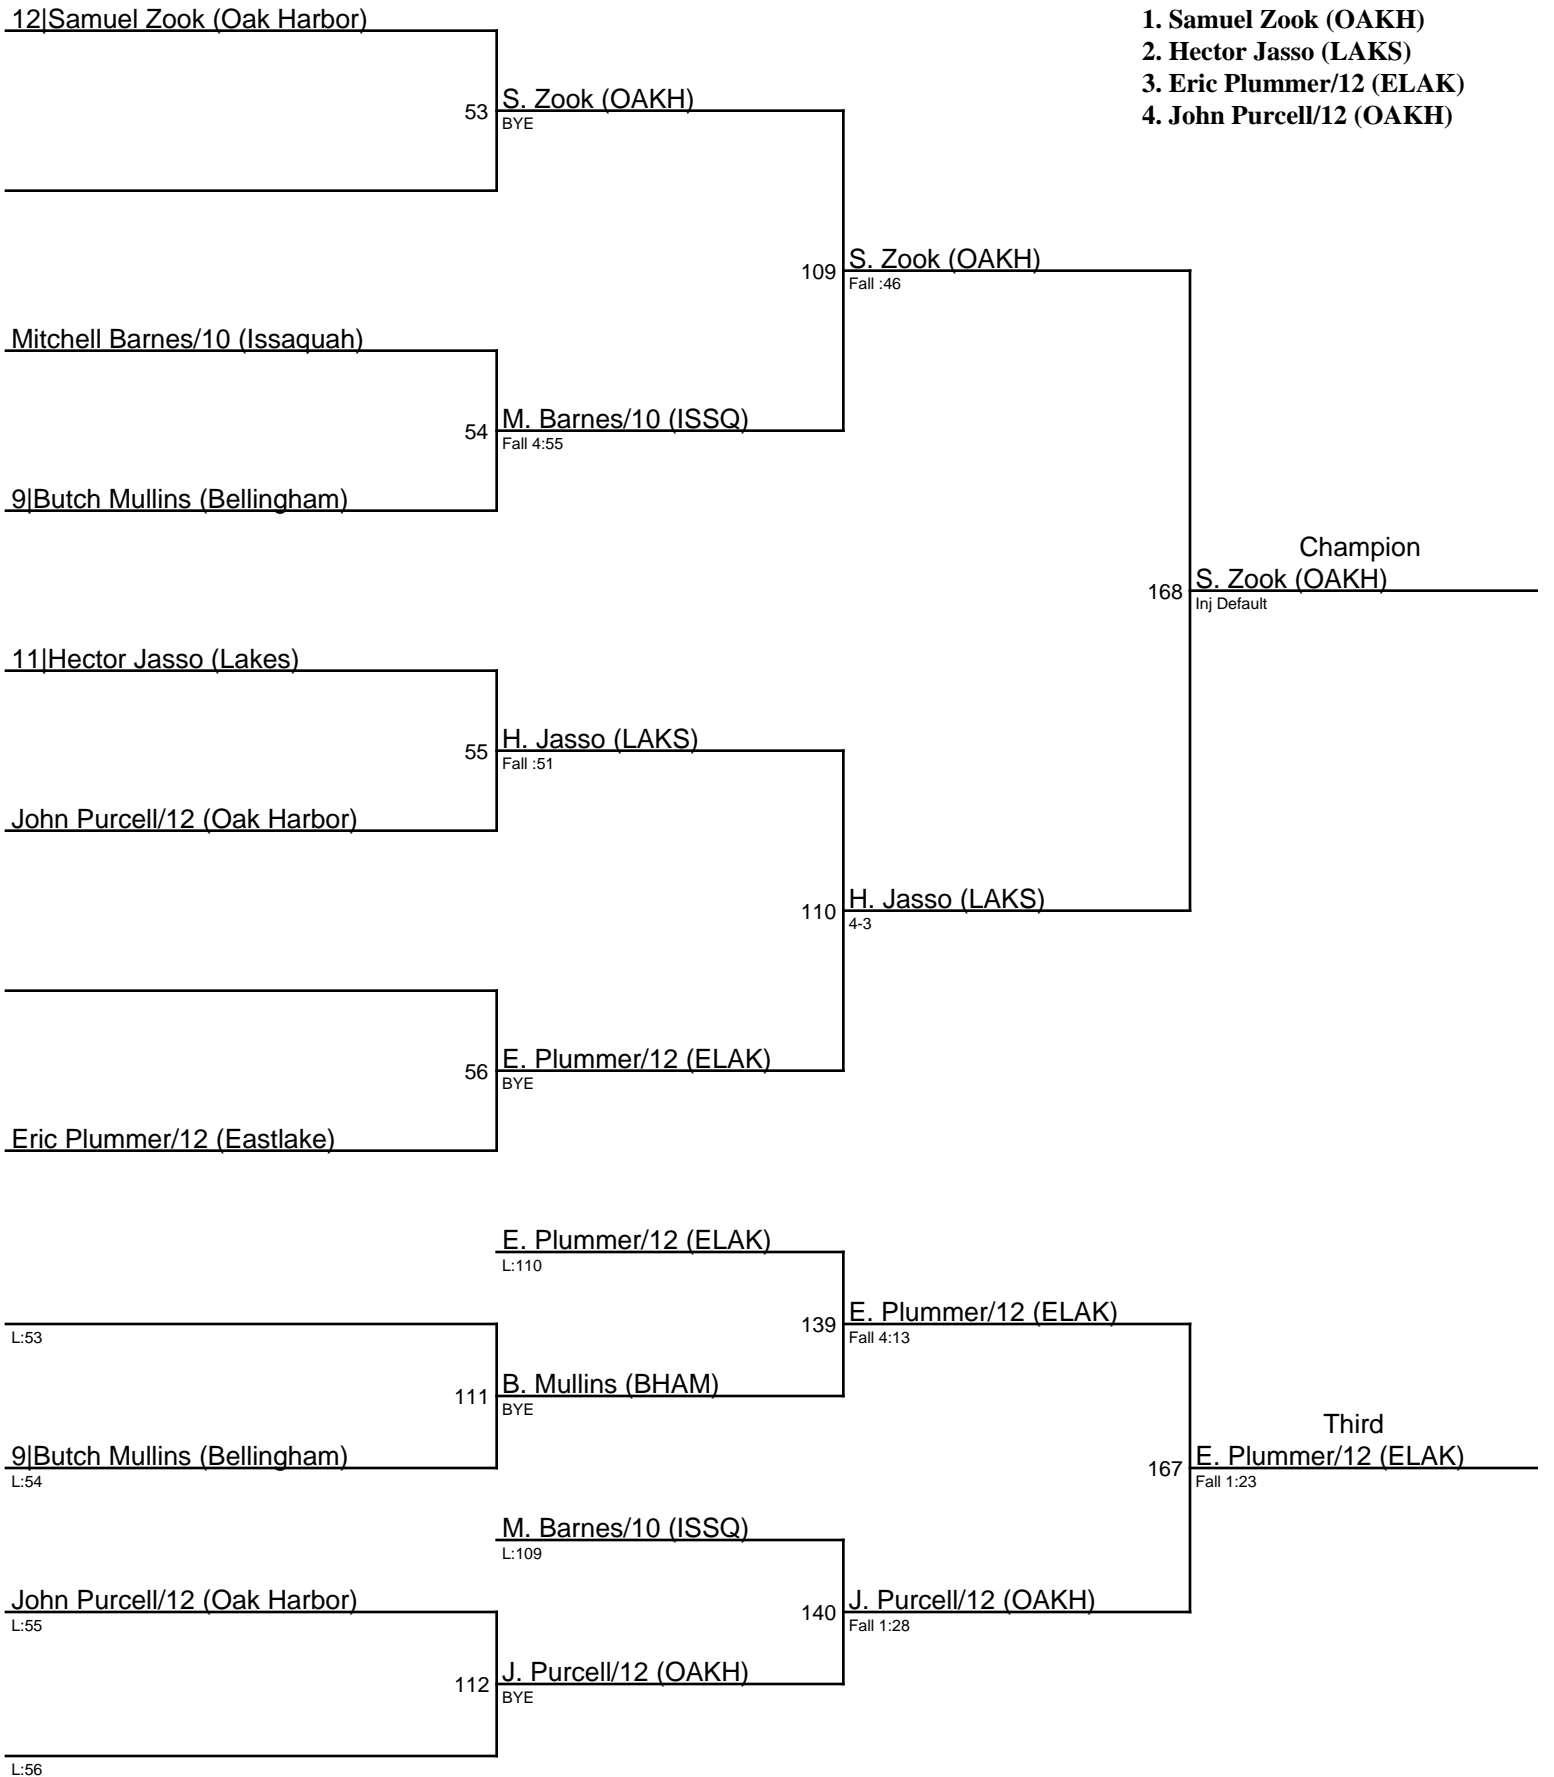 12|Samuel Zook (Oak Harbor)
1. Samuel Zook (OAKH)
2. Hector Jasso (LAKS)
3. Eric Plummer/12 (ELAK)
4. John Purcell/12 (OAKH)
53 S. Zook (OAKH)
BYE
109 S. Zook (OAKH)
Fall :46
Mitchell Barnes/10 (Issaquah)
54 M. Barnes/10 (ISSQ)
Fall 4:55
9|Butch Mullins (Bellingham)
Champion
168 S. Zook (OAKH)
Inj Default
11|Hector Jasso (Lakes)
55 H. Jasso (LAKS)
Fall :51
John Purcell/12 (Oak Harbor)
110 H. Jasso (LAKS)
4-3
56 E. Plummer/12 (ELAK)
BYE
Eric Plummer/12 (Eastlake)
E. Plummer/12 (ELAK)
L:110
139 E. Plummer/12 (ELAK)
Fall 4:13
L:53
111 B. Mullins (BHAM)
BYE
Third
9|Butch Mullins (Bellingham)
L:54
167 E. Plummer/12 (ELAK)
Fall 1:23
M. Barnes/10 (ISSQ)
L:109
John Purcell/12 (Oak Harbor)
L:55
140 J. Purcell/12 (OAKH)
Fall 1:28
112 J. Purcell/12 (OAKH)
BYE
L:56